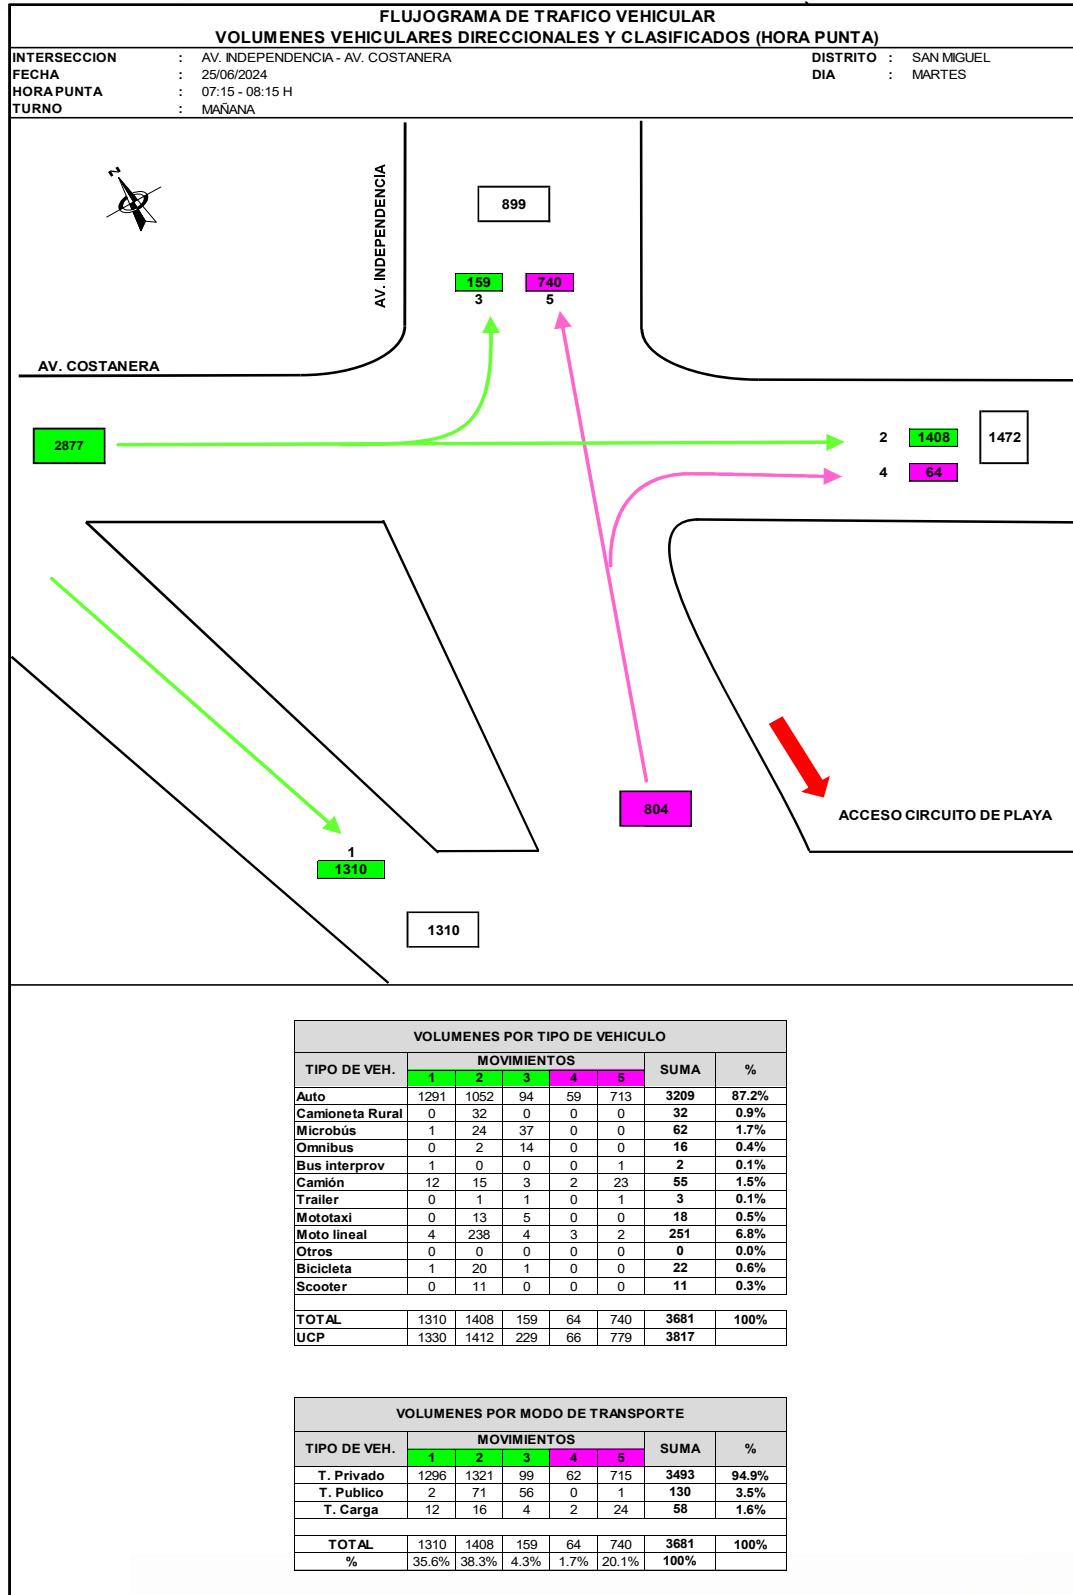 FLUJOGRAMA DE TRAFICO VEHICULAR
VOLUMENES VEHICULARES DIRECCIONALES Y CLASIFICADOS (HORA PUNTA)
INTERSECCION : AV. INDEPENDENCIA - AV. COSTANERA DISTRITO : SAN MIGUEL
FECHA : 25/06/2024 DIA : MARTES
HORA PUNTA : 07:15 - 08:15 H
TURNO : MAÑANA
N
AV. INDEPENDENCIA
899
159 740
3 5
AV. COSTANERA
2877
2 1408 1472
4 64
804
ACCESO CIRCUITO DE PLAYA
1
1310
1310
VOLUMENES POR TIPO DE VEHICULO
TIPO DE VEH. MOVIMIENTOS SUMA %
1 2 3 4 5
Auto 1291 1052 94 59 713 3209 87.2%
Camioneta Rural 0 32 0 0 0 32 0.9%
Microbús 1 24 37 0 0 62 1.7%
Omnibus 0 2 14 0 0 16 0.4%
Bus interprov 1 0 0 0 1 2 0.1%
Camión 12 15 3 2 23 55 1.5%
Trailer 0 1 1 0 1 3 0.1%
Mototaxi 0 13 5 0 0 18 0.5%
Moto lineal 4 238 4 3 2 251 6.8%
Otros 0 0 0 0 0 0 0.0%
Bicicleta 1 20 1 0 0 22 0.6%
Scooter 0 11 0 0 0 11 0.3%
TOTAL 1310 1408 159 64 740 3681 100%
UCP 1330 1412 229 66 779 3817
VOLUMENES POR MODO DE TRANSPORTE
TIPO DE VEH. MOVIMIENTOS SUMA %
1 2 3 4 5
T. Privado 1296 1321 99 62 715 3493 94.9%
T. Publico 2 71 56 0 1 130 3.5%
T. Carga 12 16 4 2 24 58 1.6%
TOTAL 1310 1408 159 64 740 3681 100%
% 35.6% 38.3% 4.3% 1.7% 20.1% 100%